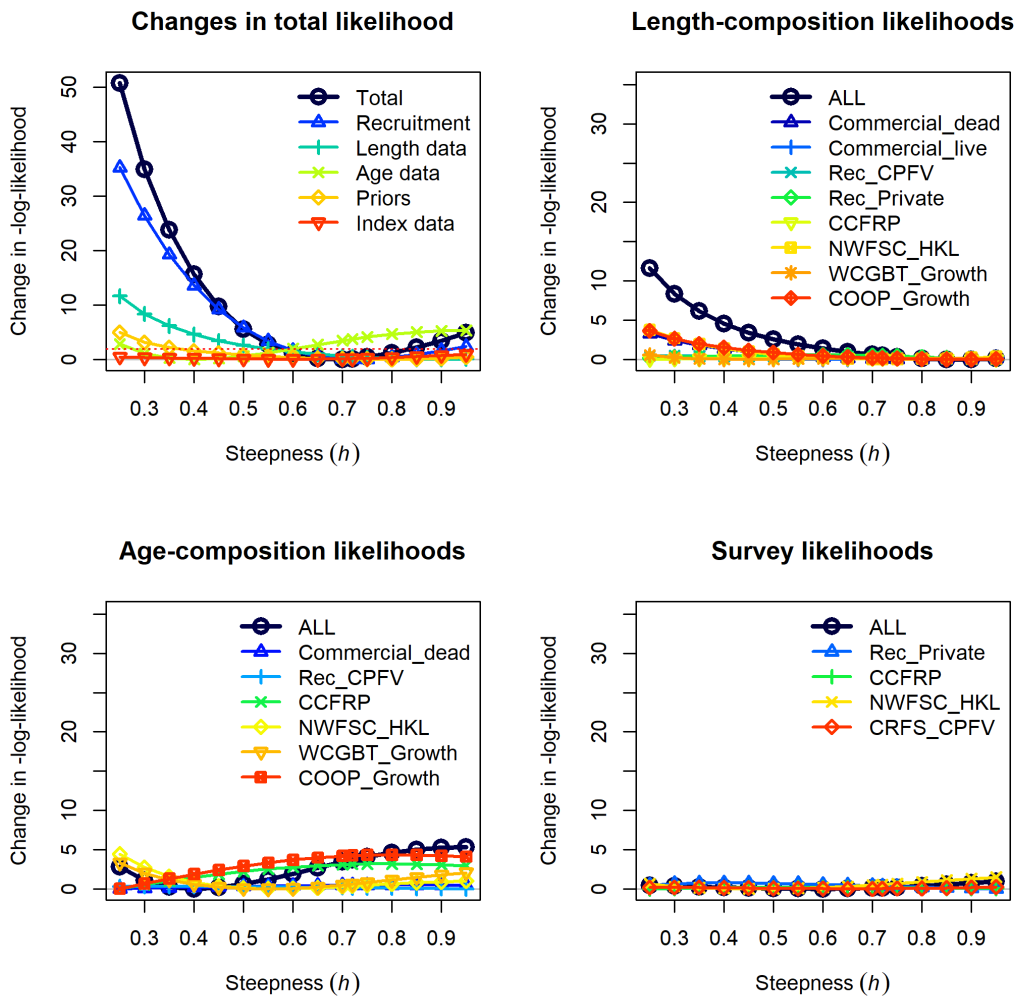 Changes in total likelihood
Change in -log-likelihood
50
40
30
20
10
0
Total
Recruitment
Length data
Age data
Priors
Index data
0.3 0.4 0.5 0.6 0.7 0.8 0.9
Steepness (h)
Length-composition likelihoods
Change in -log-likelihood
30
20
10
5
0
ALL
Commercial_dead
Commercial_live
Rec_CPFV
Rec_Private
CCFRP
NWFSC_HKL
WCGBT_Growth
COOP_Growth
0.3 0.4 0.5 0.6 0.7 0.8 0.9
Steepness (h)
Age-composition likelihoods
Change in -log-likelihood
30
20
10
5
0
ALL
Commercial_dead
Rec_CPFV
CCFRP
NWFSC_HKL
WCGBT_Growth
COOP_Growth
0.3 0.4 0.5 0.6 0.7 0.8 0.9
Steepness (h)
Survey likelihoods
Change in -log-likelihood
30
20
10
5
0
ALL
Rec_Private
CCFRP
NWFSC_HKL
CRFS_CPFV
0.3 0.4 0.5 0.6 0.7 0.8 0.9
Steepness (h)